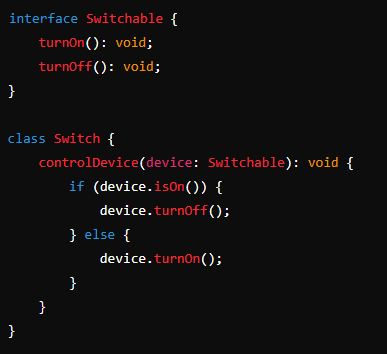 interface Switchable {
    turnOn(): void;
    turnOff(): void;
}

class Switch {
    controlDevice(device: Switchable): void {
        if (device.isOn()) {
            device.turnOff();
        } else {
            device.turnOn();
        }
    }
}